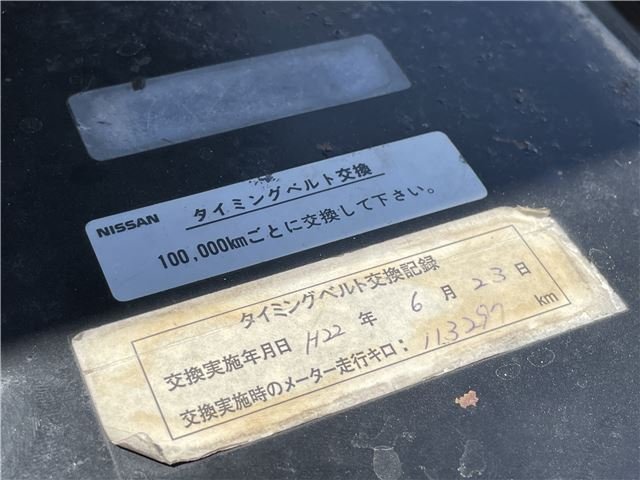 タイミングベルト交換
NISSAN 100,000kmごとに交換して下さい。
タイミングベルト交換記録
交換実施年月日 H22 年 6 月 23 日
交換実施時のメーター走行キロ： 113297 km